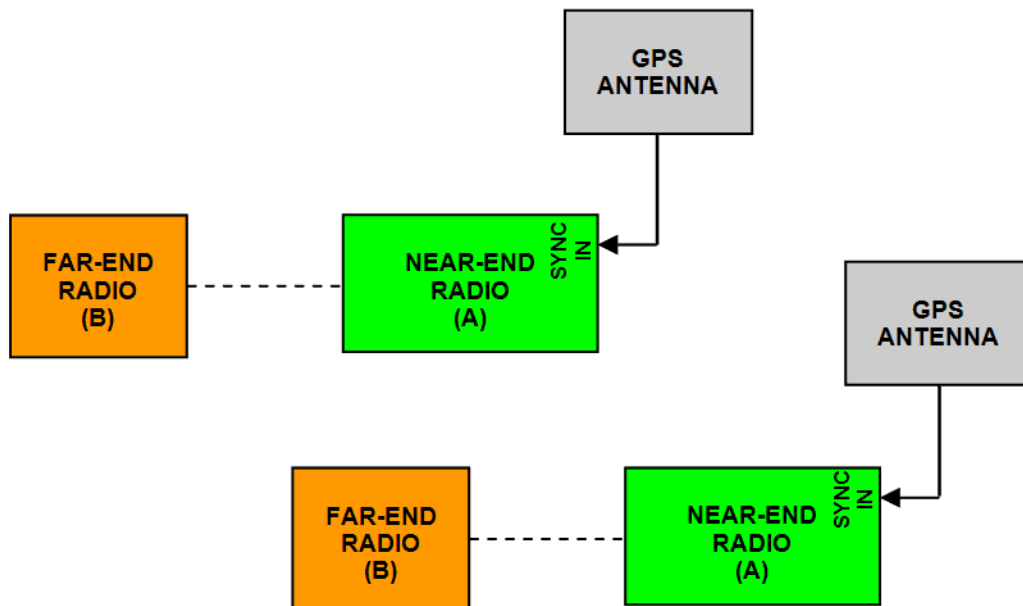 GPS
ANTENNA
FAR-END
RADIO
(B)
NEAR-END
RADIO
(A)
SYNC
IN
GPS
ANTENNA
FAR-END
RADIO
(B)
NEAR-END
RADIO
(A)
SYNC
IN